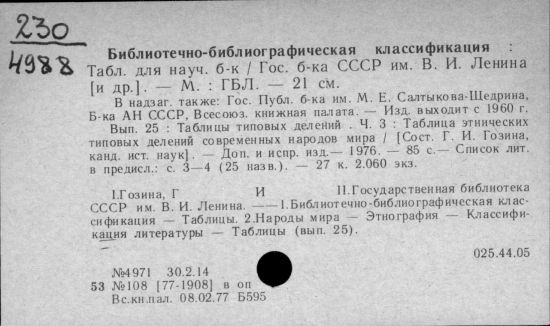 230
4988
Библиотечно-библиографическая классификация :
Табл. для науч. б-к / Гос. б-ка СССР им. В. И. Ленина
[и др.]. — М. : ГБЛ. — 21 см.
В надзаг. также: Гос. Публ. б-ка им. М. Е. Салтыкова-Щедрина,
Б-ка АН СССР, Всесоюз. книжная палата. — Изд. выходит с 1960 г.
Вып. 25 : Таблицы типовых делений . Ч. 3 : Таблица этнических
типовых делений современных народов мира / [Сост. Г. И. Гозина,
канд. ист. наук]. — Доп. и испр. изд.— 1976. — 85 с.— Список лит.
в предисл.: с. 3—4 (25 назв.). — 27 к. 2.060 экз.
I.Гозина, Г И II.Государственная библиотека
СССР им. В. И. Ленина. ——1.Библиотечно-библиографическая клас-
сификация — Таблицы. 2.Народы мира — Этнография — Классифи-
кация литературы — Таблицы (вып. 25).
025.44.05
№4971 30.2.14
53 №108 [77-1908] в оп
Вс.кн.пал. 08.02.77 Б595